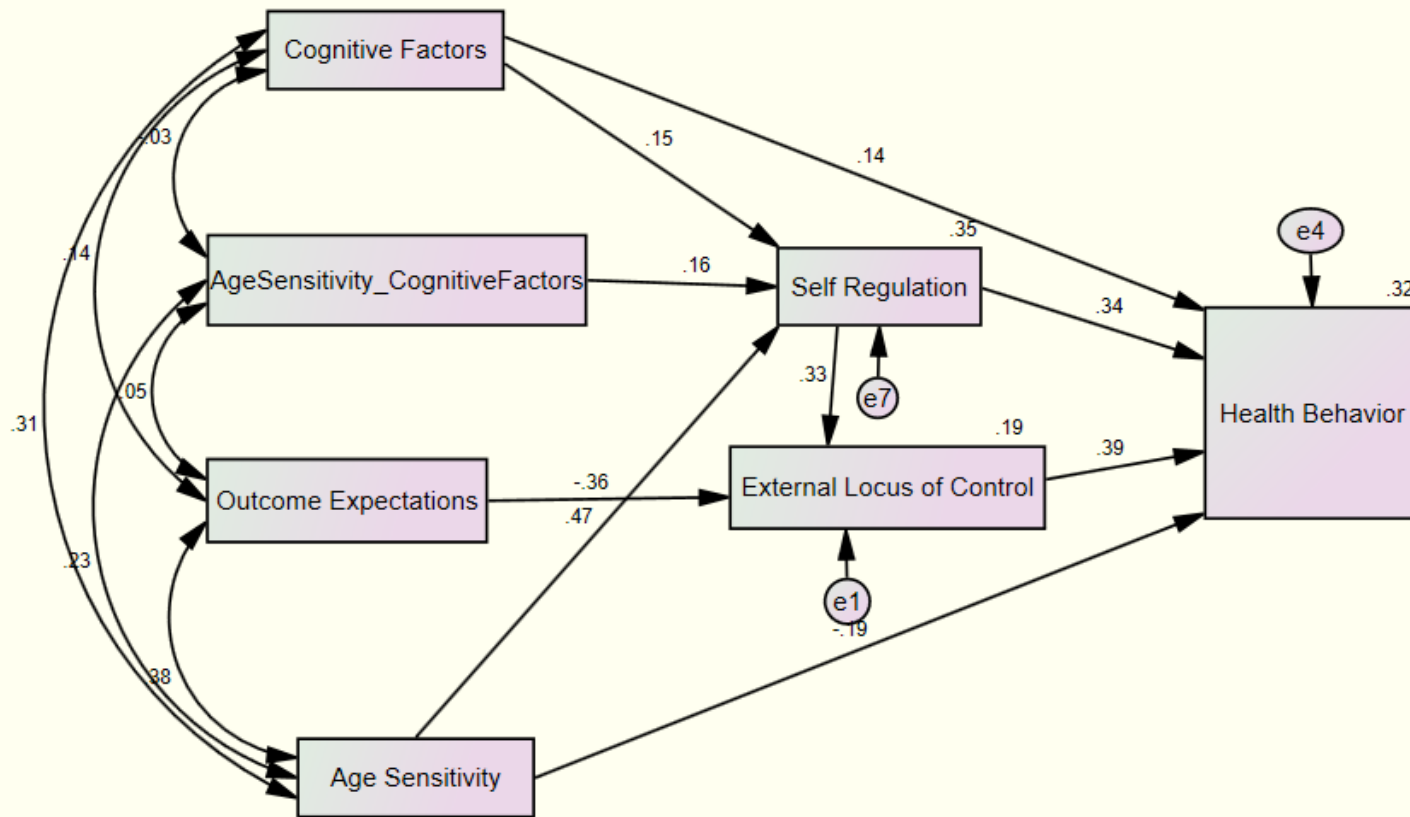 Cognitive Factors
-.03
.15
.14
.35
e4
.14
AgeSensitivity_CognitiveFactors
.16
Self Regulation
.32
.34
.05
.33
e7
.31
Health Behavior
.19
.39
Outcome Expectations
-.36
External Locus of Control
.47
.23
e1
-.19
.38
Age Sensitivity